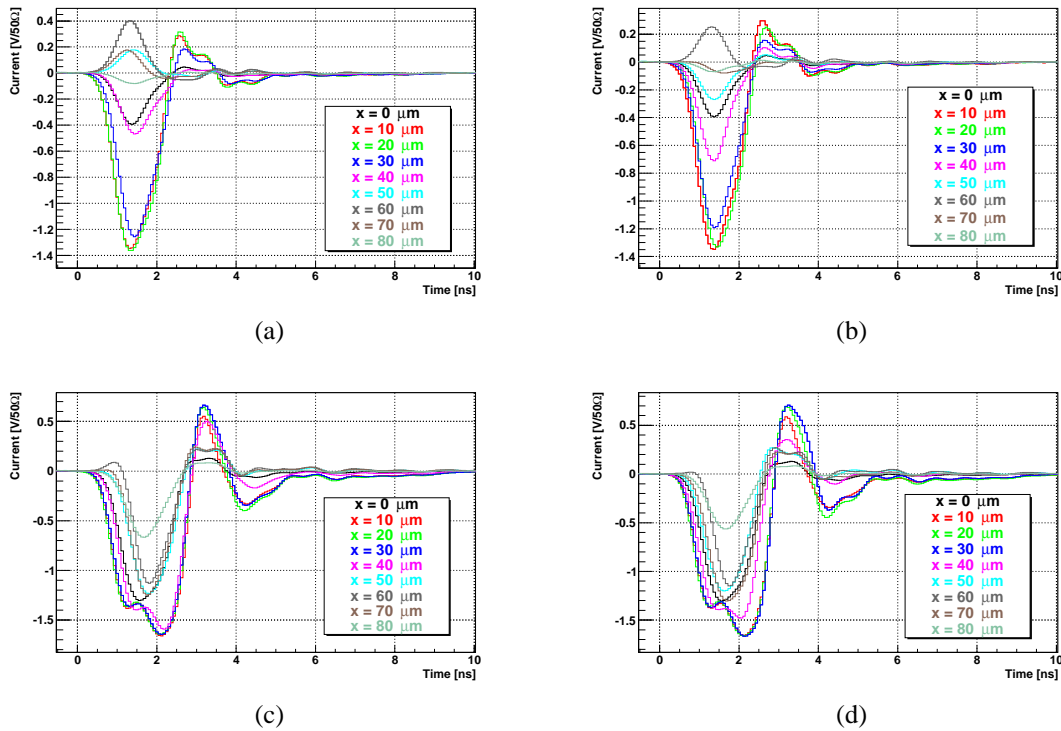 Current [V/50Ω]
0.4
0.2
0
-0.2
-0.4
-0.6
-0.8
-1
-1.2
-1.4
x = 0 μm
x = 10 μm
x = 20 μm
x = 30 μm
x = 40 μm
x = 50 μm
x = 60 μm
x = 70 μm
x = 80 μm
0 2 4 6 8 10
Time [ns]
(a)
Current [V/50Ω]
0.2
0
-0.2
-0.4
-0.6
-0.8
-1
-1.2
-1.4
x = 0 μm
x = 10 μm
x = 20 μm
x = 30 μm
x = 40 μm
x = 50 μm
x = 60 μm
x = 70 μm
x = 80 μm
0 2 4 6 8 10
Time [ns]
(b)
Current [V/50Ω]
0.5
0
-0.5
-1
-1.5
x = 0 μm
x = 10 μm
x = 20 μm
x = 30 μm
x = 40 μm
x = 50 μm
x = 60 μm
x = 70 μm
x = 80 μm
0 2 4 6 8 10
Time [ns]
(c)
Current [V/50Ω]
0.5
0
-0.5
-1
-1.5
x = 0 μm
x = 10 μm
x = 20 μm
x = 30 μm
x = 40 μm
x = 50 μm
x = 60 μm
x = 70 μm
x = 80 μm
0 2 4 6 8 10
Time [ns]
(d)